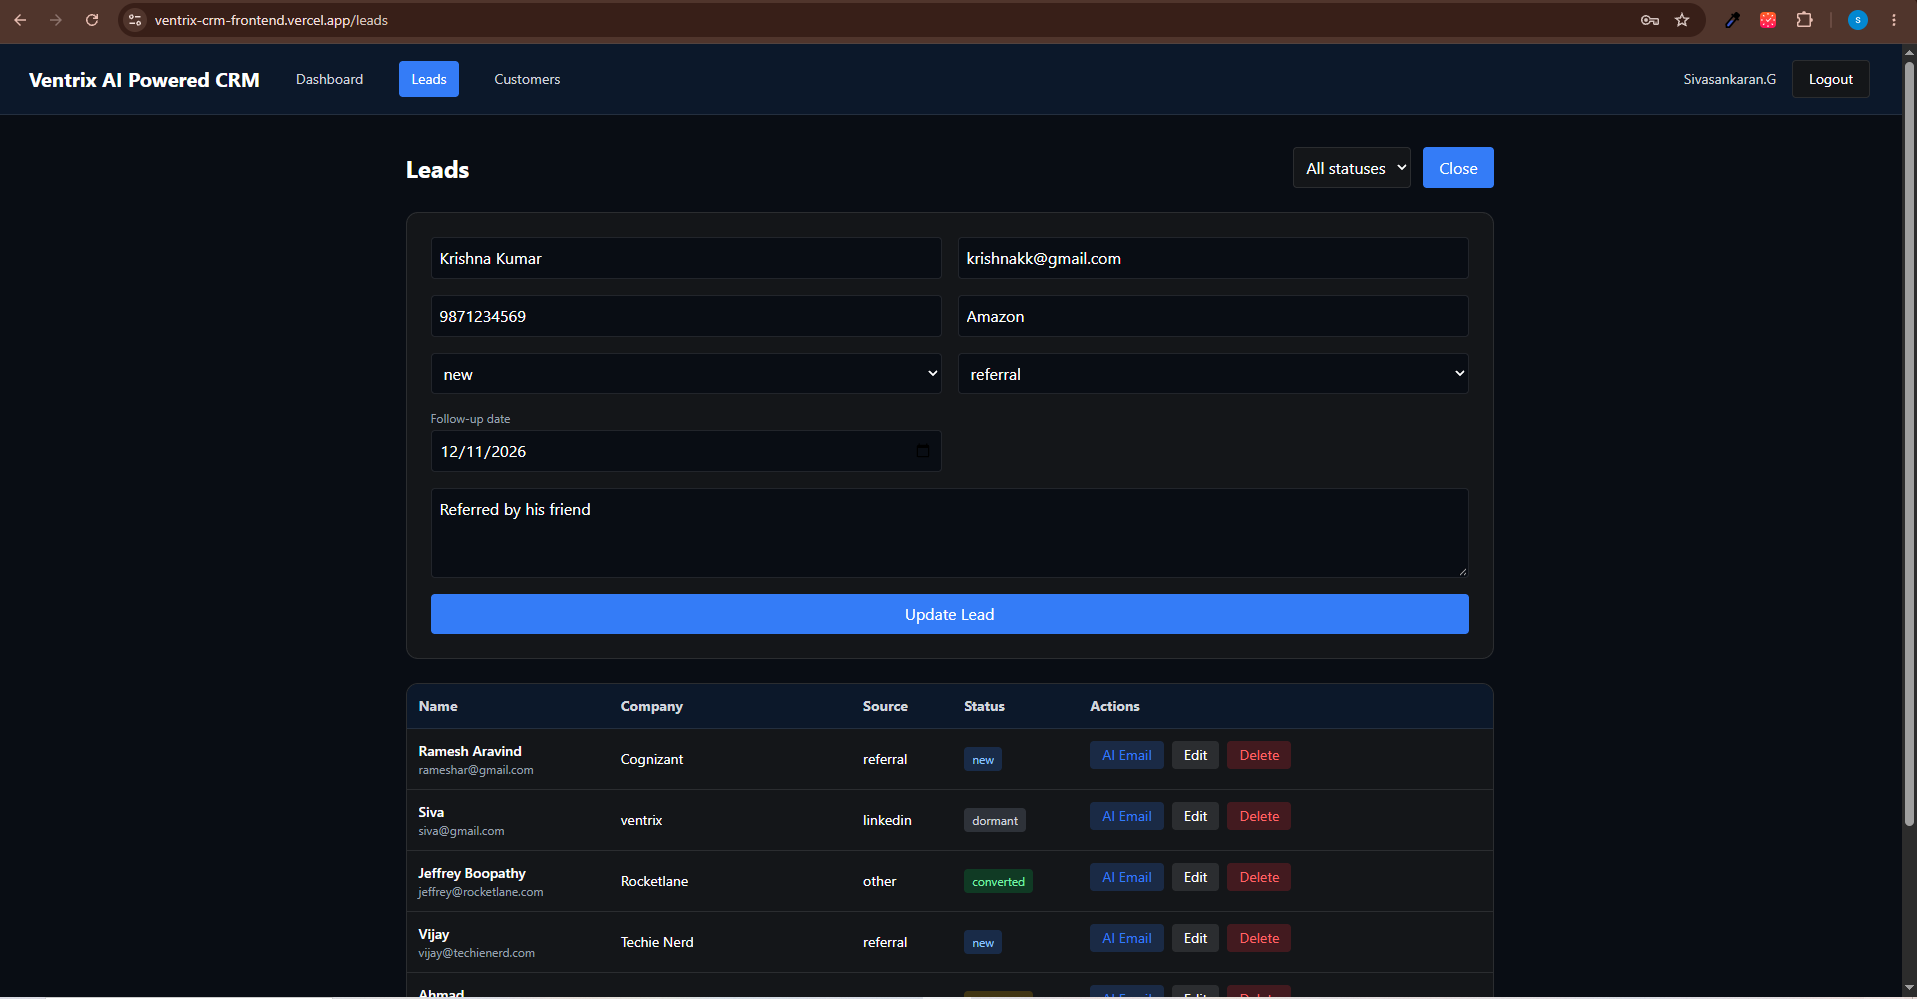 ventrix-crm-frontend.vercel.app/leads
S
Ventrix AI Powered CRM
Dashboard
Leads
Customers
Sivasankaran.G
Logout
Leads
All statuses
Close
Krishna Kumar
krishnakk@gmail.com
9871234569
Amazon
new
referral
Follow-up date
12/11/2026
Referred by his friend
Update Lead
Name Company Source Status Actions
Ramesh Aravind
rameshar@gmail.com
Cognizant referral new AI Email Edit Delete
Siva
siva@gmail.com
ventrix linkedin dormant AI Email Edit Delete
Jeffrey Boopathy
jeffrey@rocketlane.com
Rocketlane other converted AI Email Edit Delete
Vijay
vijay@techienerd.com
Techie Nerd referral new AI Email Edit Delete
Ahmad AI Email Edit Delete